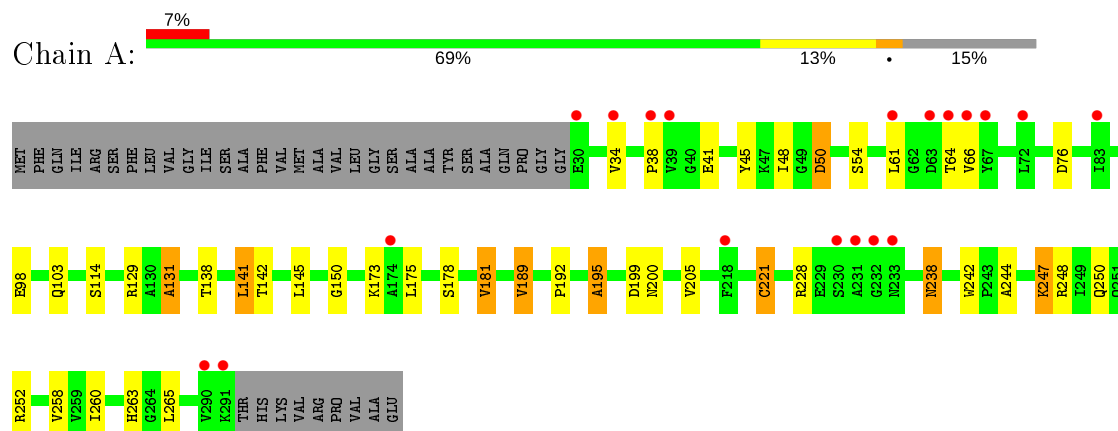 7%
Chain A:
69% 13% • 15%
MET PHE GLN ILE ARG SER PHE LEU VAL GLY ILE SER ALA PHE VAL MET ALA VAL LEU GLY SER ALA ALA TYR SER ALA GLN PRO GLY GLY E30 V34 P38 V39 G40 E41 Y45 K47 I48 G49 D50 S54 L61 G62 D63 T64 V66 Y67 L72 D76 I83
E98 Q103 S114 R129 A130 A131 T138 L141 T142 L145 G150 K173 A174 L175 S178 V181 V189 P192 A195 D199 N200 V205 F218 C221 R228 E229 S230 A231 G232 N233 N238 W242 P243 A244 K247 R248 I249 Q250 Q251
R252 V258 V259 I260 H263 G264 L265 V290 K291 THR HIS LYS VAL ARG PRO VAL ALA GLU